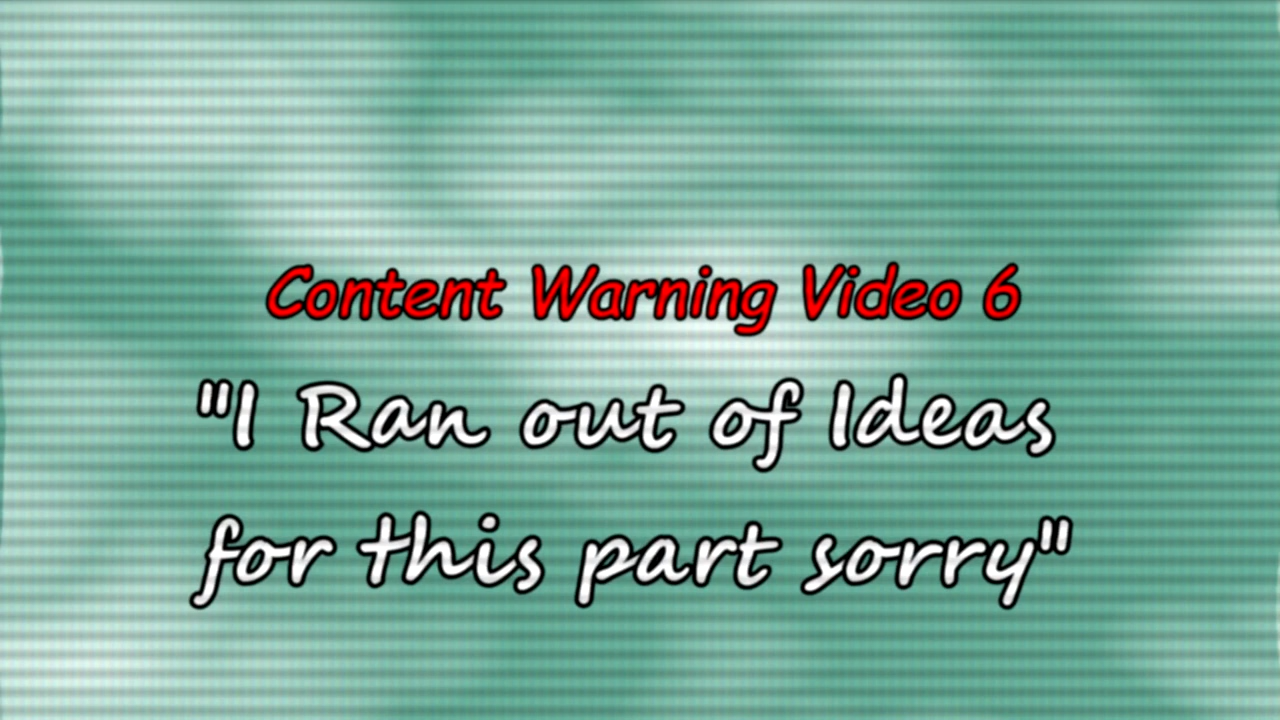 Content Warning Video 6
"I Ran out of Ideas
for this part sorry"